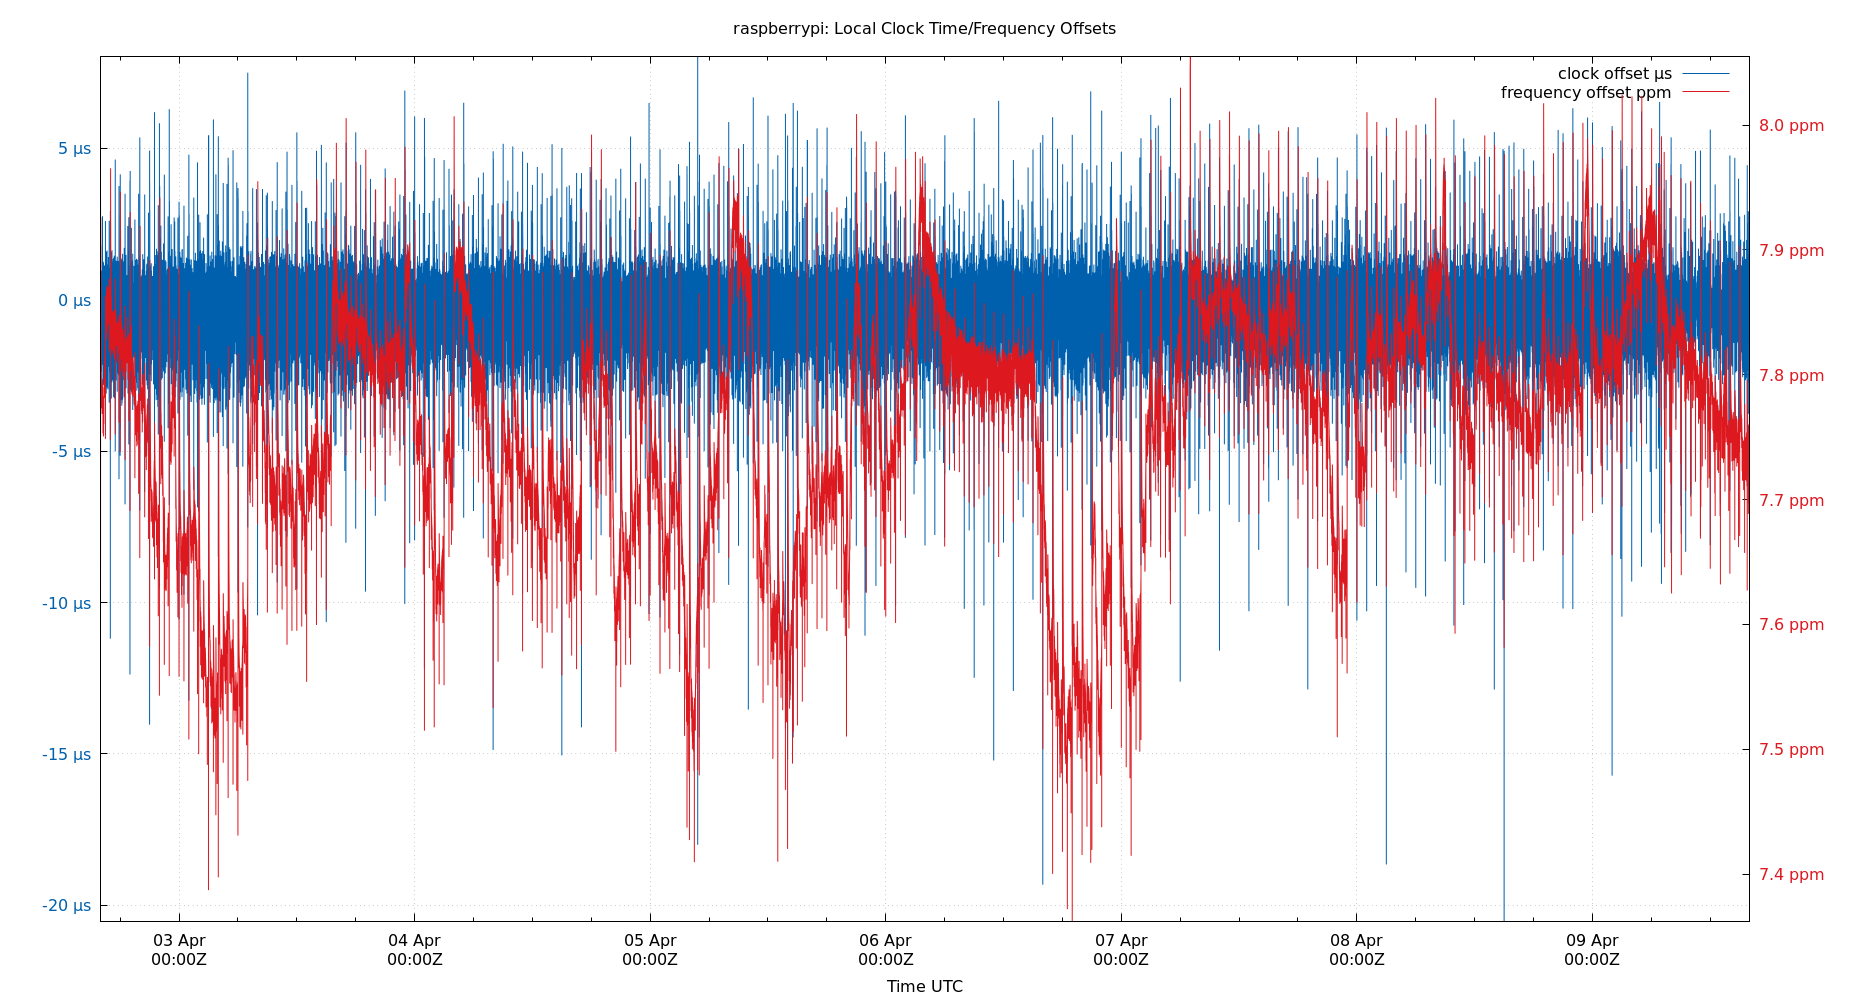 raspberrypi: Local Clock Time/Frequency Offsets
clock offset µs
frequency offset ppm
5 µs
0 µs
-5 µs
-10 µs
-15 µs
-20 µs
8.0 ppm
7.9 ppm
7.8 ppm
7.7 ppm
7.6 ppm
7.5 ppm
7.4 ppm
03 Apr
00:00Z
04 Apr
00:00Z
05 Apr
00:00Z
06 Apr
00:00Z
07 Apr
00:00Z
08 Apr
00:00Z
09 Apr
00:00Z
Time UTC